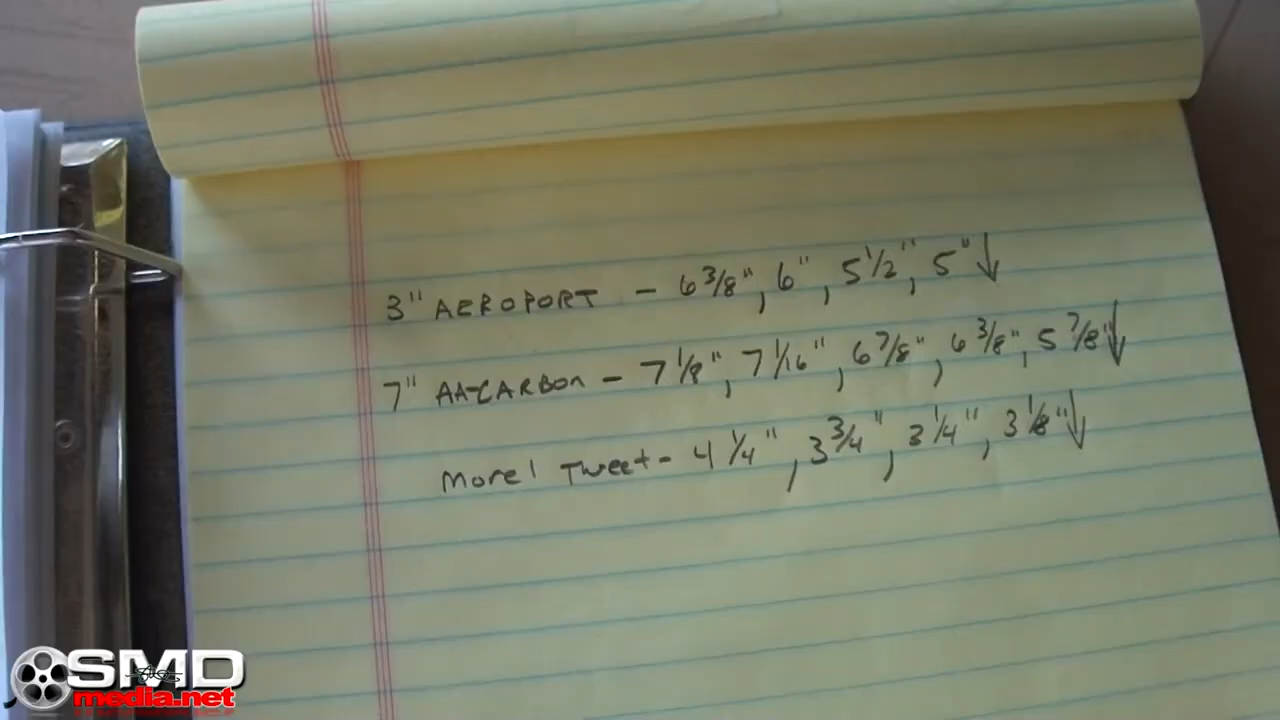 3" AEROPORT - 6 3/8", 6", 5 1/2", 5" ↓
7" AA-CARBON - 7 1/8", 7 1/16", 6 7/8", 6 3/8", 5 7/8" ↓
Morel Tweet - 4 1/4", 3 3/4", 3 1/4", 3 1/8" ↓
SMD
media.net